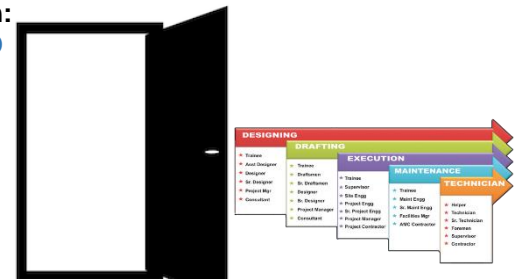 DESIGNING
Trainee
Asst Designer
Designer
Sr. Designer
Project Mgr
Consultant
DRAFTING
Trainee
Draftsmen
Sr. Draftsmen
Designer
Sr. Designer
Project Manager
Consultant
EXECUTION
Trainee
Supervisor
Site Engg
Project Engg
Sr. Project Engg
Project Manager
Project Contractor
MAINTENANCE
Trainee
Maint Engg
Sr. Maint Engg
Facilities Mgr
AMC Contractor
TECHNICIAN
Helper
Technician
Sr. Technician
Foremen
Supervisor
Contractor